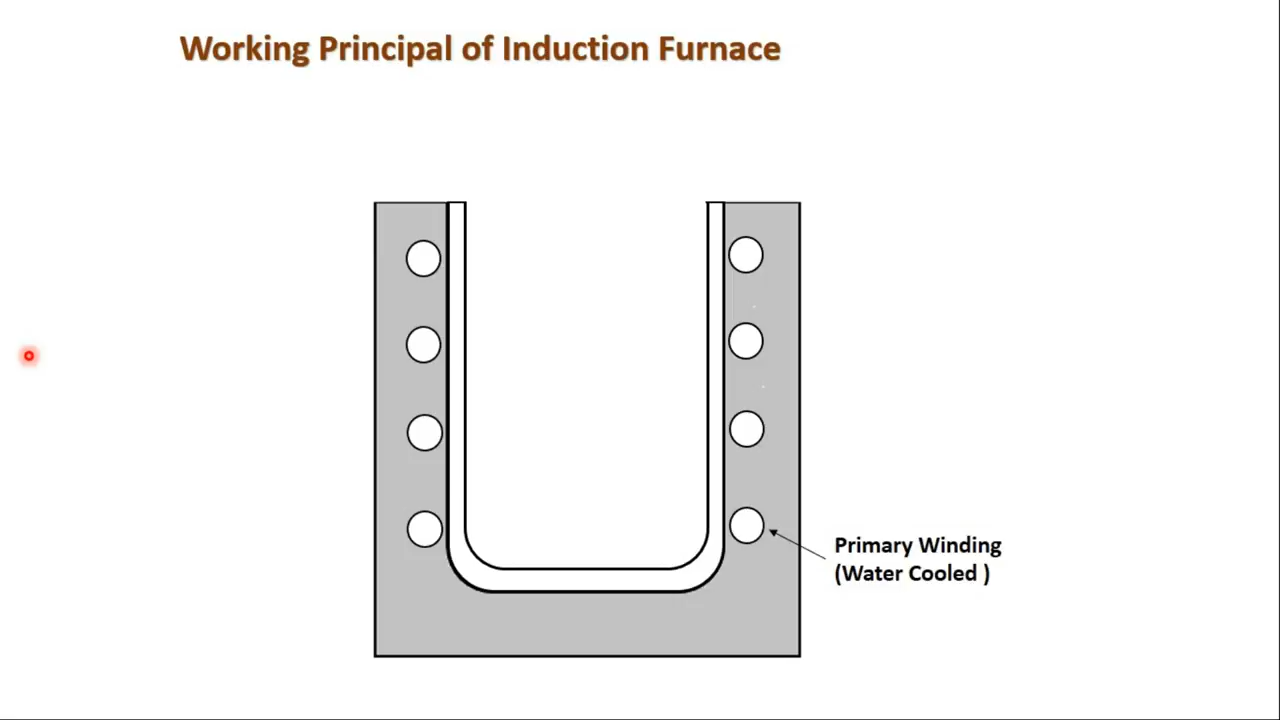 Working Principal of Induction Furnace
Primary Winding
(Water Cooled )